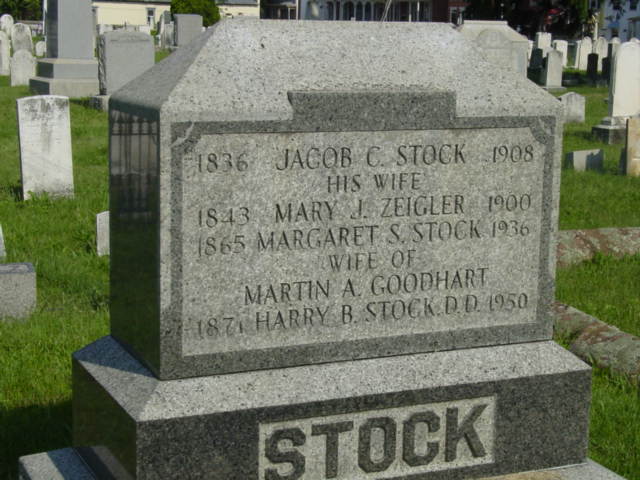 1836 JACOB C. STOCK 1908
HIS WIFE
1843 MARY J. ZEIGLER 1900
1865 MARGARET S. STOCK 1936
WIFE OF
MARTIN A. GOODHART
1871 HARRY B. STOCK. D.D. 1950
STOCK